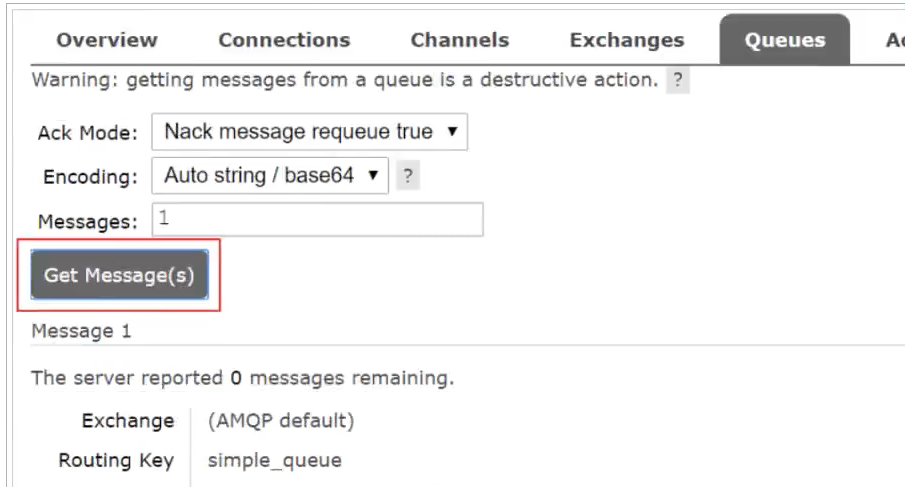 Overview Connections Channels Exchanges Queues
Warning: getting messages from a queue is a destructive action. ?
Ack Mode: Nack message requeue true ▼
Encoding: Auto string / base64 ▼ ?
Messages: 1
Get Message(s)
Message 1
The server reported 0 messages remaining.
Exchange (AMQP default)
Routing Key simple_queue